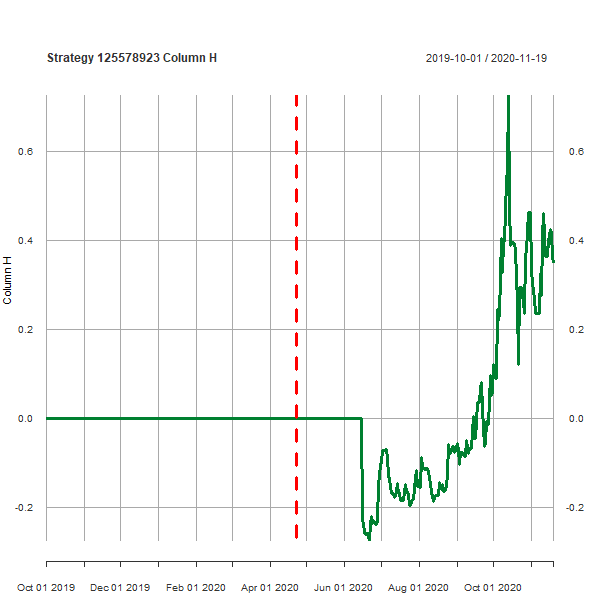 Strategy 125578923 Column H
2019-10-01 / 2020-11-19
0.6 0.6
0.4 0.4
Column H
0.2 0.2
0.0 0.0
-0.2 -0.2
Oct 01 2019 Dec 01 2019 Feb 01 2020 Apr 01 2020 Jun 01 2020 Aug 01 2020 Oct 01 2020